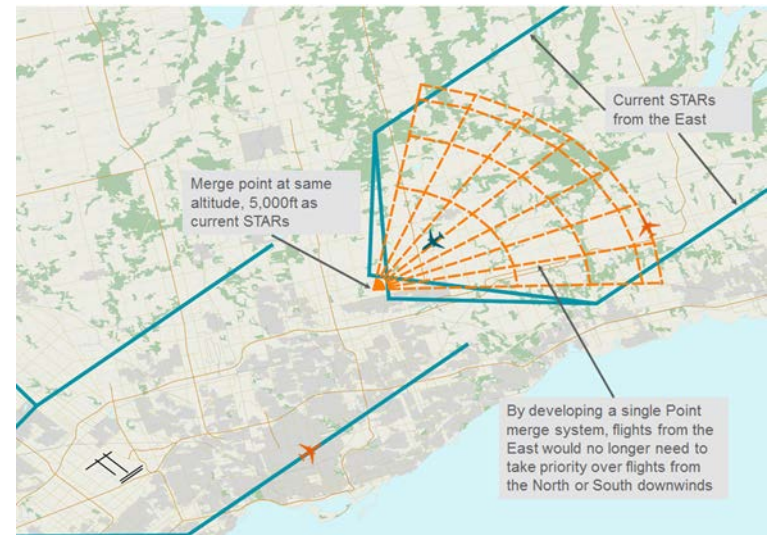 Current STARs
from the East
Merge point at same
altitude, 5,000ft as
current STARs
By developing a single Point
merge system, flights from the
East would no longer need to
take priority over flights from
the North or South downwinds